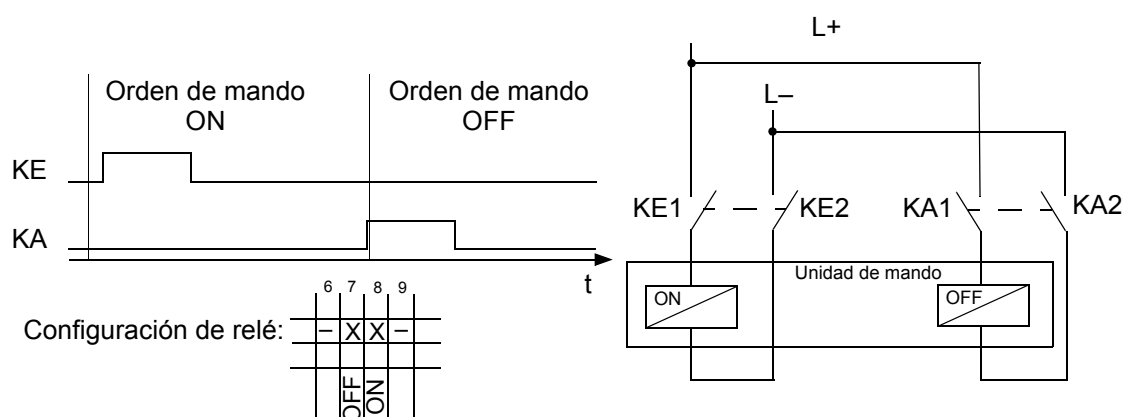 L+
Orden de mando
ON
Orden de mando
OFF
L–
KE
KE1
KE2
KA1
KA2
KA
t
Unidad de mando
ON
OFF
6 7 8 9
Configuración de relé: – X X –
OFF
ON